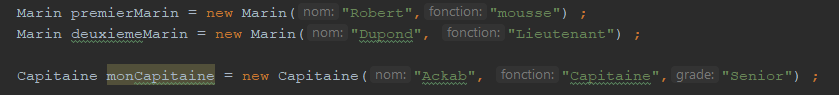 Marin premierMarin = new Marin( nom: "Robert", fonction: "mousse") ;
Marin deuxiemeMarin = new Marin( nom: "Dupond", fonction: "Lieutenant") ;
Capitaine monCapitaine = new Capitaine( nom: "Ackab", fonction: "Capitaine", grade: "Senior") ;